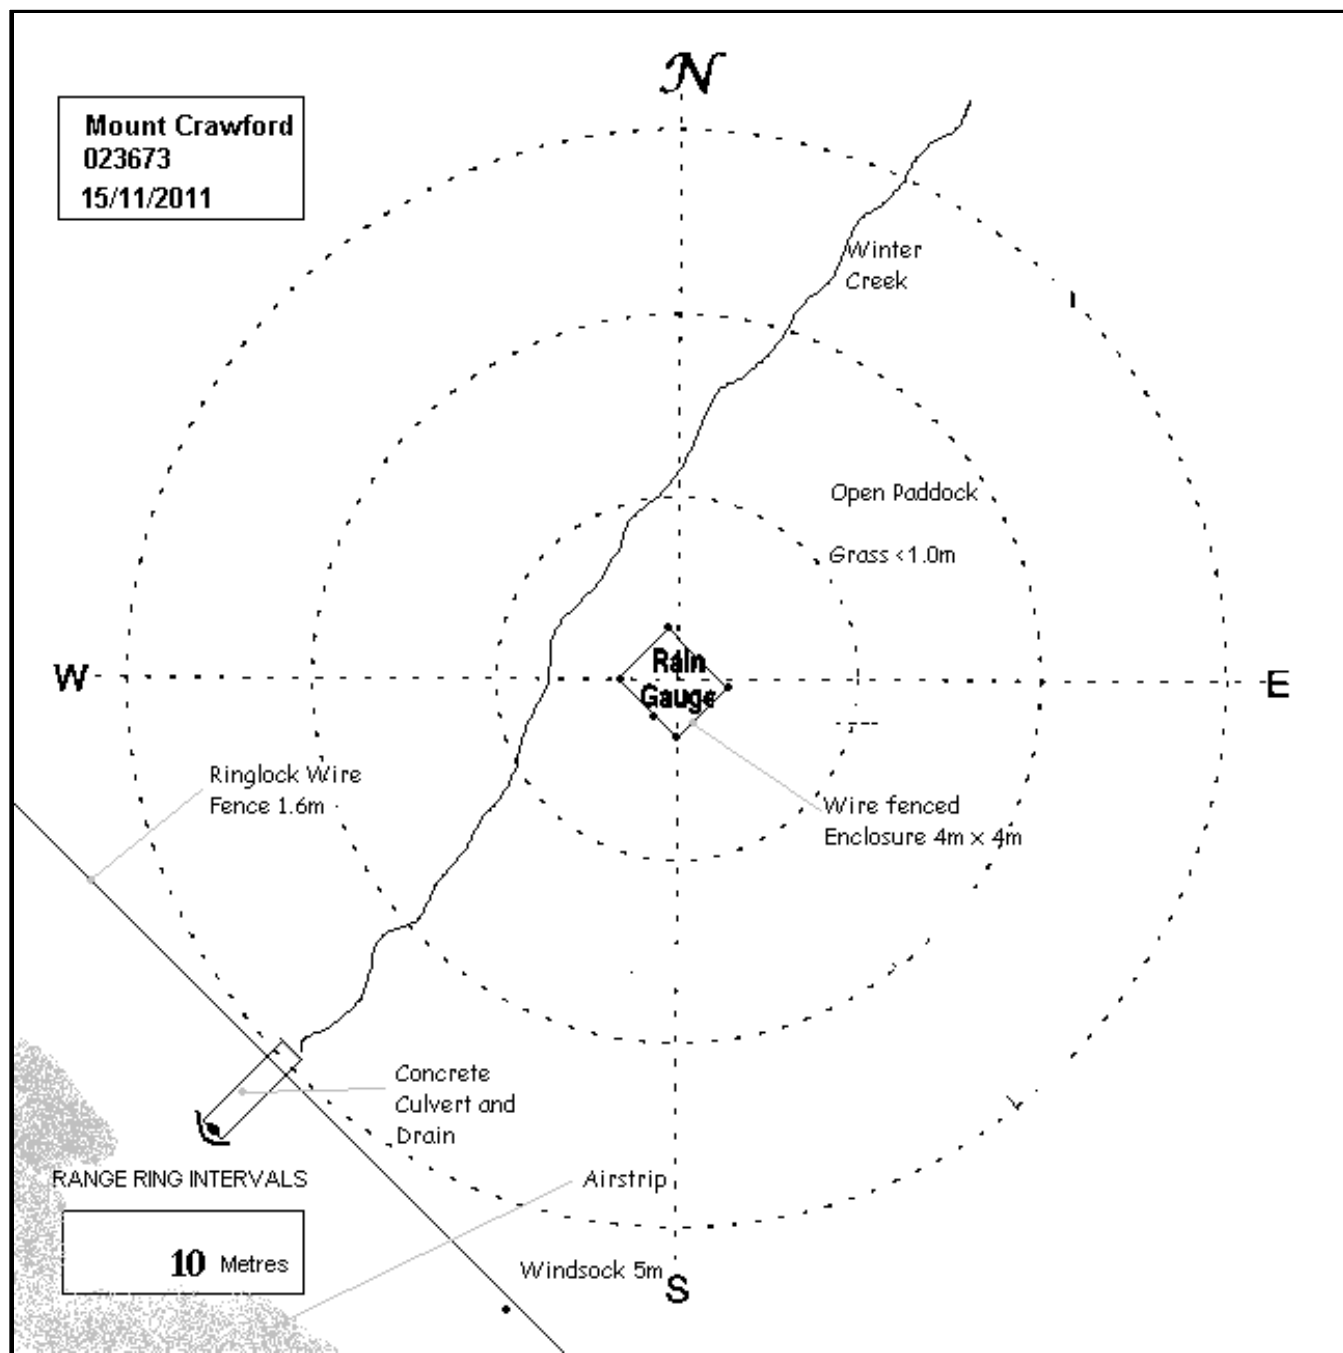 N
Mount Crawford
023673
15/11/2011
Winter
Creek
Open Paddock
Grass <1.0m
Rain
Gauge
W
E
Ringlock Wire
Fence 1.6m
Wire fenced
Enclosure 4m x 4m
Concrete
Culvert and
Drain
RANGE RING INTERVALS
Airstrip
10 Metres
Windsock 5m
S